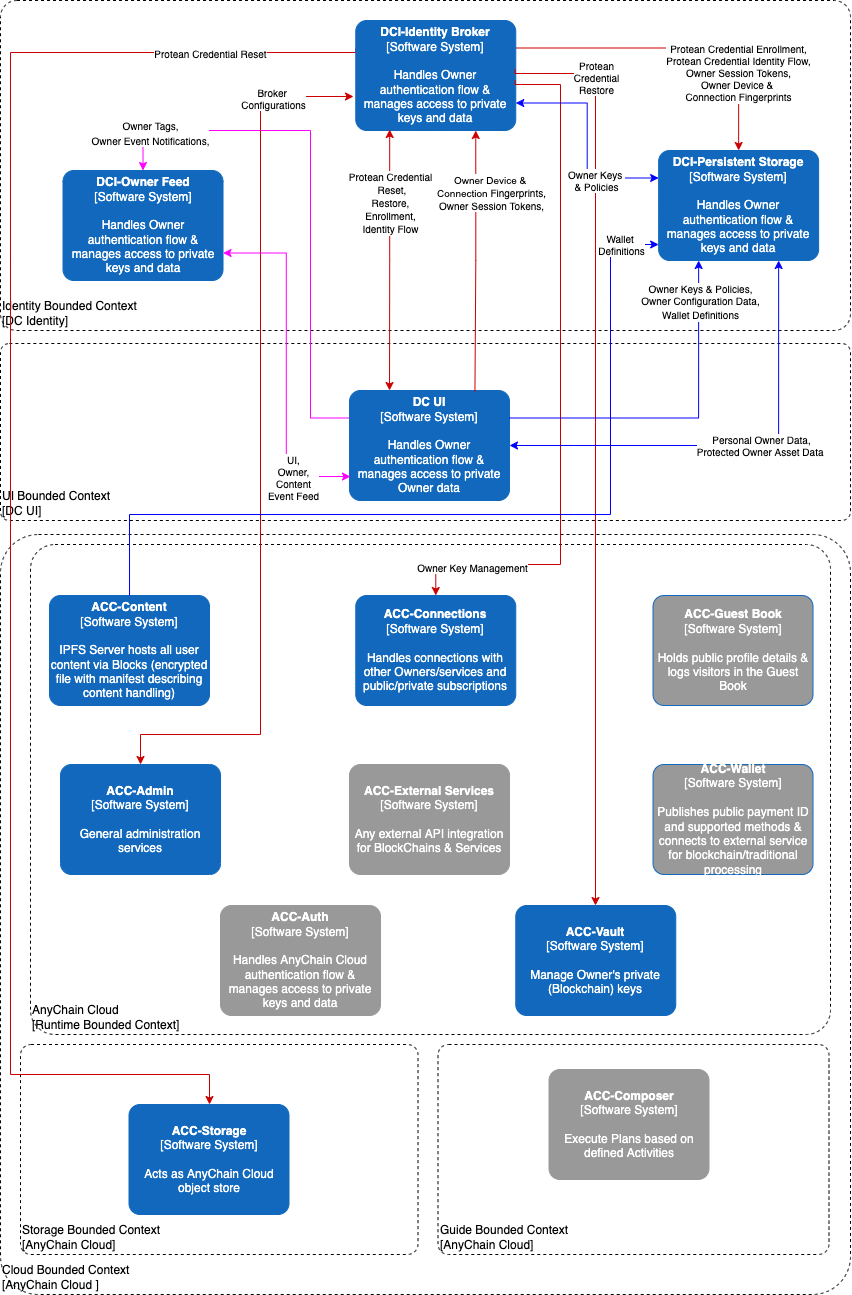 DCI-Identity Broker
[Software System]
Handles Owner
authentication flow &
manages access to private
keys and data
Protean Credential Reset
Broker
Configurations
Protean
Credential
Restore
Protean Credential Enrollment,
Protean Credential Identity Flow,
Owner Session Tokens,
Owner Device &
Connection Fingerprints
Owner Tags,
Owner Event Notifications,
DCI-Owner Feed
[Software System]
Handles Owner
authentication flow &
manages access to private
keys and data
Protean Credential
Reset,
Restore,
Enrollment,
Identity Flow
Owner Device &
Connection Fingerprints,
Owner Session Tokens,
Owner Keys
& Policies
DCI-Persistent Storage
[Software System]
Handles Owner
authentication flow &
manages access to private
keys and data
Wallet
Definitions
Owner Keys & Policies,
Owner Configuration Data,
Wallet Definitions
Identity Bounded Context
[DC Identity]
DC UI
[Software System]
Handles Owner
authentication flow &
manages access to private
Owner data
UI,
Owner,
Content
Event Feed
Personal Owner Data,
Protected Owner Asset Data
UI Bounded Context
[DC UI]
Owner Key Management
ACC-Content
[Software System]
IPFS Server hosts all user
content via Blocks (encrypted
file with manifest describing
content handling)
ACC-Connections
[Software System]
Handles connections with
other Owners/services and
public/private subscriptions
ACC-Guest Book
[Software System]
Holds public profile details &
logs visitors in the Guest
Book
ACC-Admin
[Software System]
General administration
services
ACC-External Services
[Software System]
Any external API integration
for BlockChains & Services
ACC-Wallet
[Software System]
Publishes public payment ID
and supported methods &
connects to external service
for blockchain/traditional
processing
ACC-Auth
[Software System]
Handles AnyChain Cloud
authentication flow &
manages access to private
keys and data
ACC-Vault
[Software System]
Manage Owner's private
(Blockchain) keys
AnyChain Cloud
[Runtime Bounded Context]
ACC-Storage
[Software System]
Acts as AnyChain Cloud
object store
ACC-Composer
[Software System]
Execute Plans based on
defined Activities
Storage Bounded Context
[AnyChain Cloud]
Guide Bounded Context
[AnyChain Cloud]
Cloud Bounded Context
[AnyChain Cloud ]